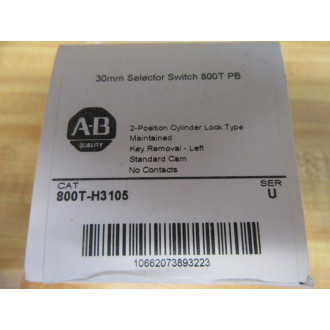 30mm Selector Switch 800T PB
A·B
QUALITY
2-Position Cylinder Lock Type
Maintained
Key Removal - Left
Standard Cam
No Contacts
CAT
800T-H3105
SER
U
10662073893223